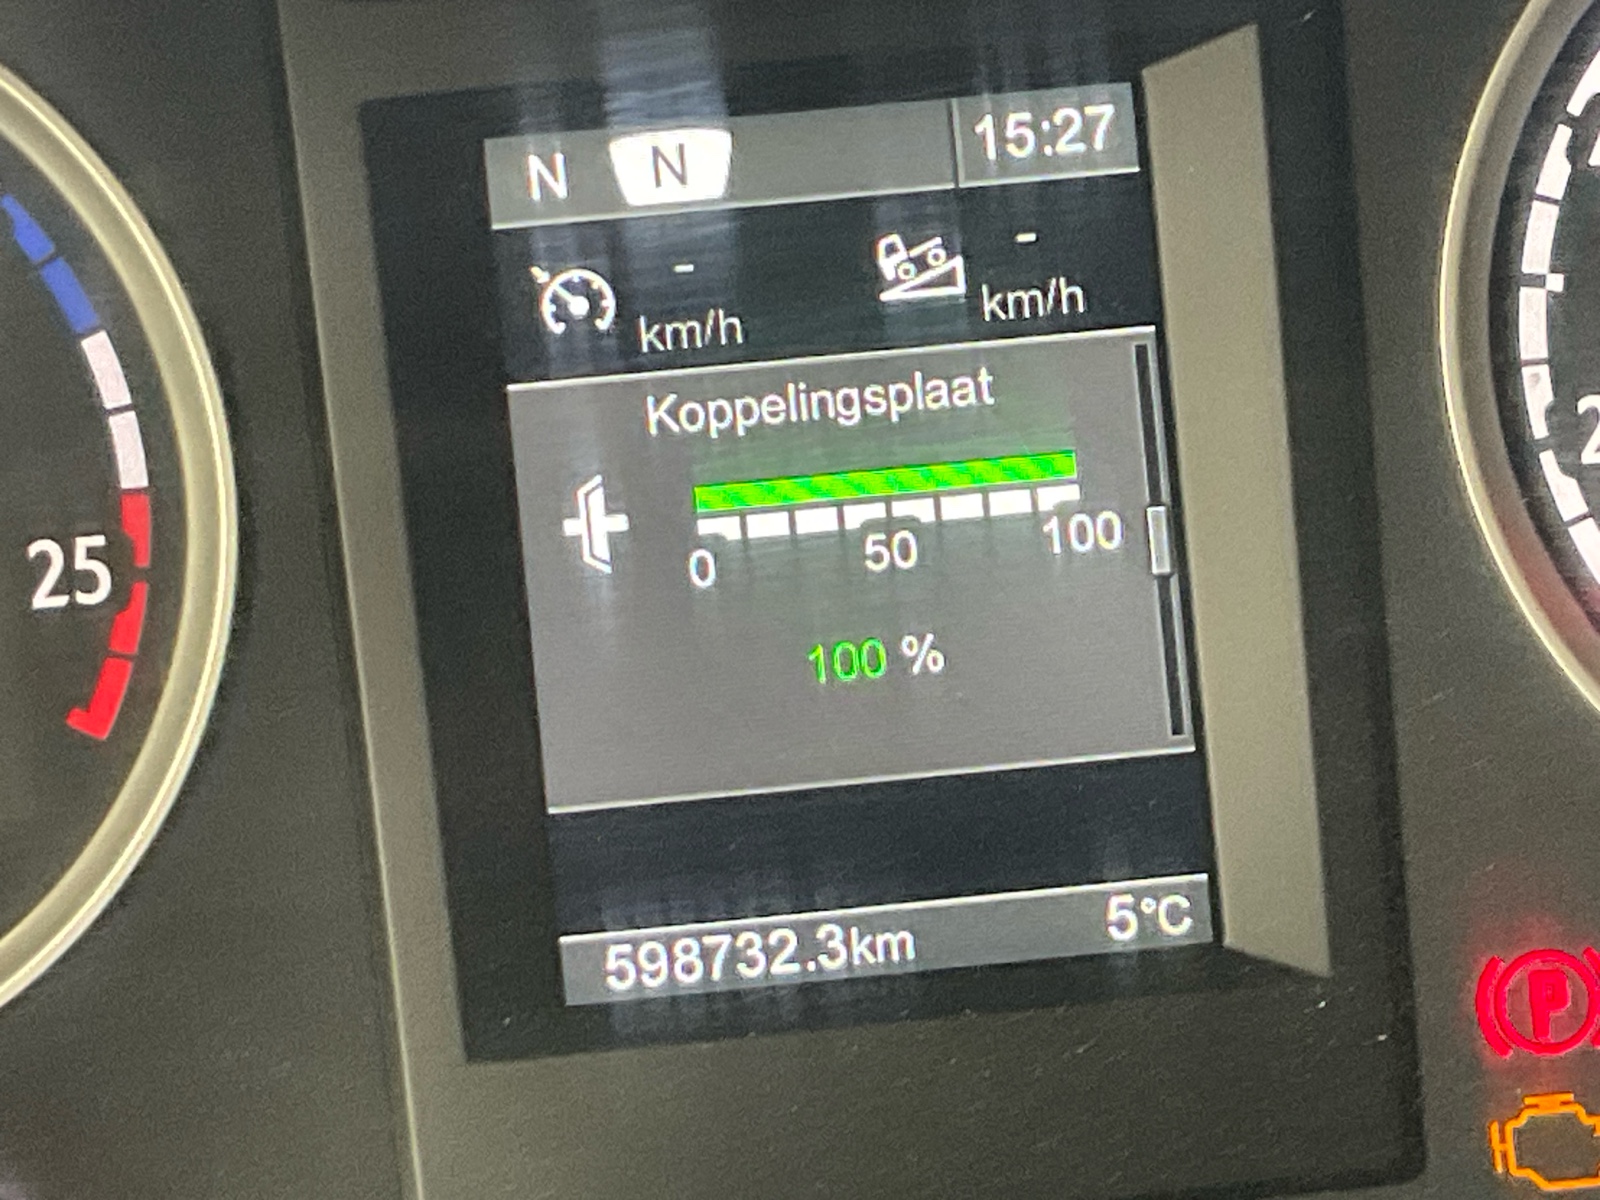 N N 15:27
- -
km/h km/h
Koppelingsplaat
0 50 100
100 %
598732.3km 5°C
25
P